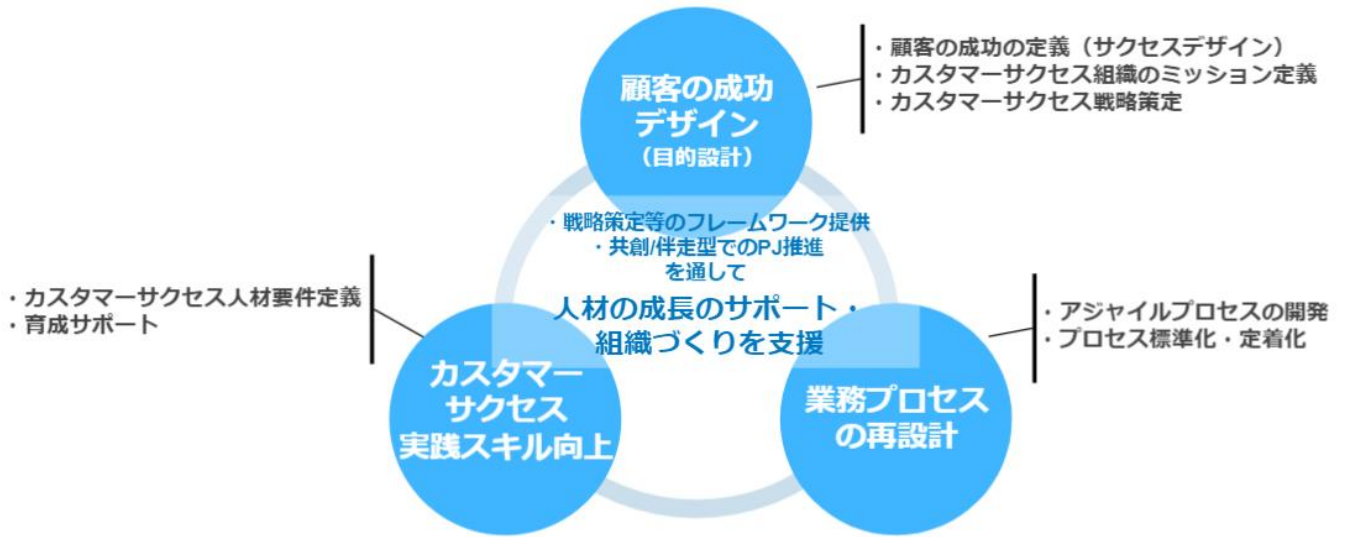 顧客の成功
デザイン
（目的設計）
・顧客の成功の定義（サクセスデザイン）
・カスタマーサクセス組織のミッション定義
・カスタマーサクセス戦略策定
・戦略策定等のフレームワーク提供
・共創/伴走型でのPJ推進
を通して
人材の成長のサポート・
組織づくりを支援
・カスタマーサクセス人材要件定義
・育成サポート
カスタマー
サクセス
実践スキル向上
・アジャイルプロセスの開発
・プロセス標準化・定着化
業務プロセス
の再設計